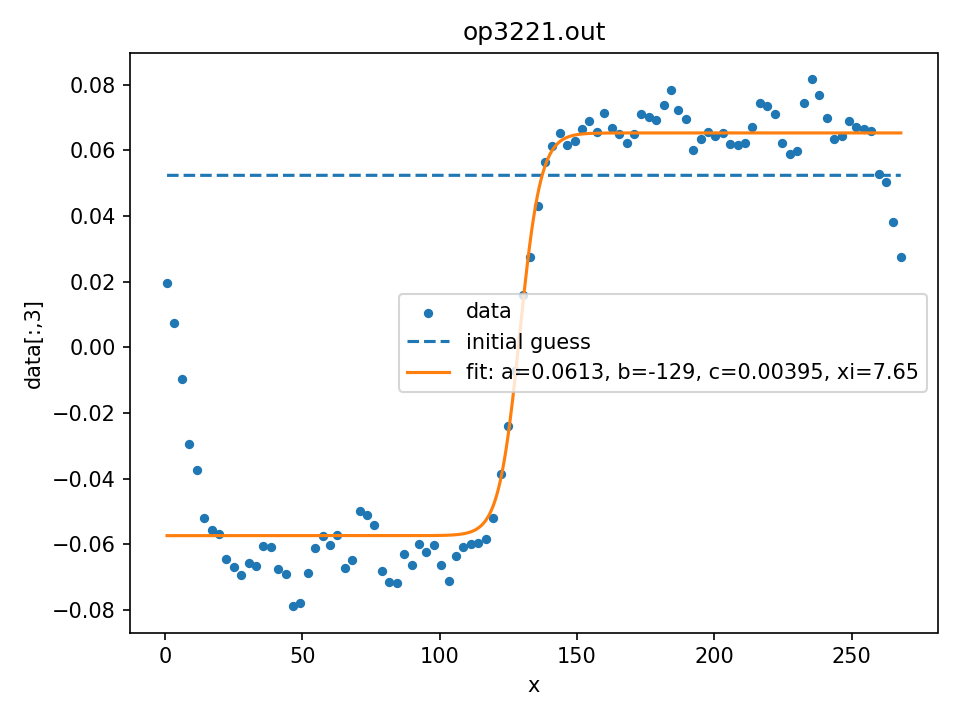 op3221.out
0.08
0.06
0.04
0.02
0.00
−0.02
−0.04
−0.06
−0.08
data[:,3]
data
initial guess
fit: a=0.0613, b=-129, c=0.00395, xi=7.65
0 50 100 150 200 250
x